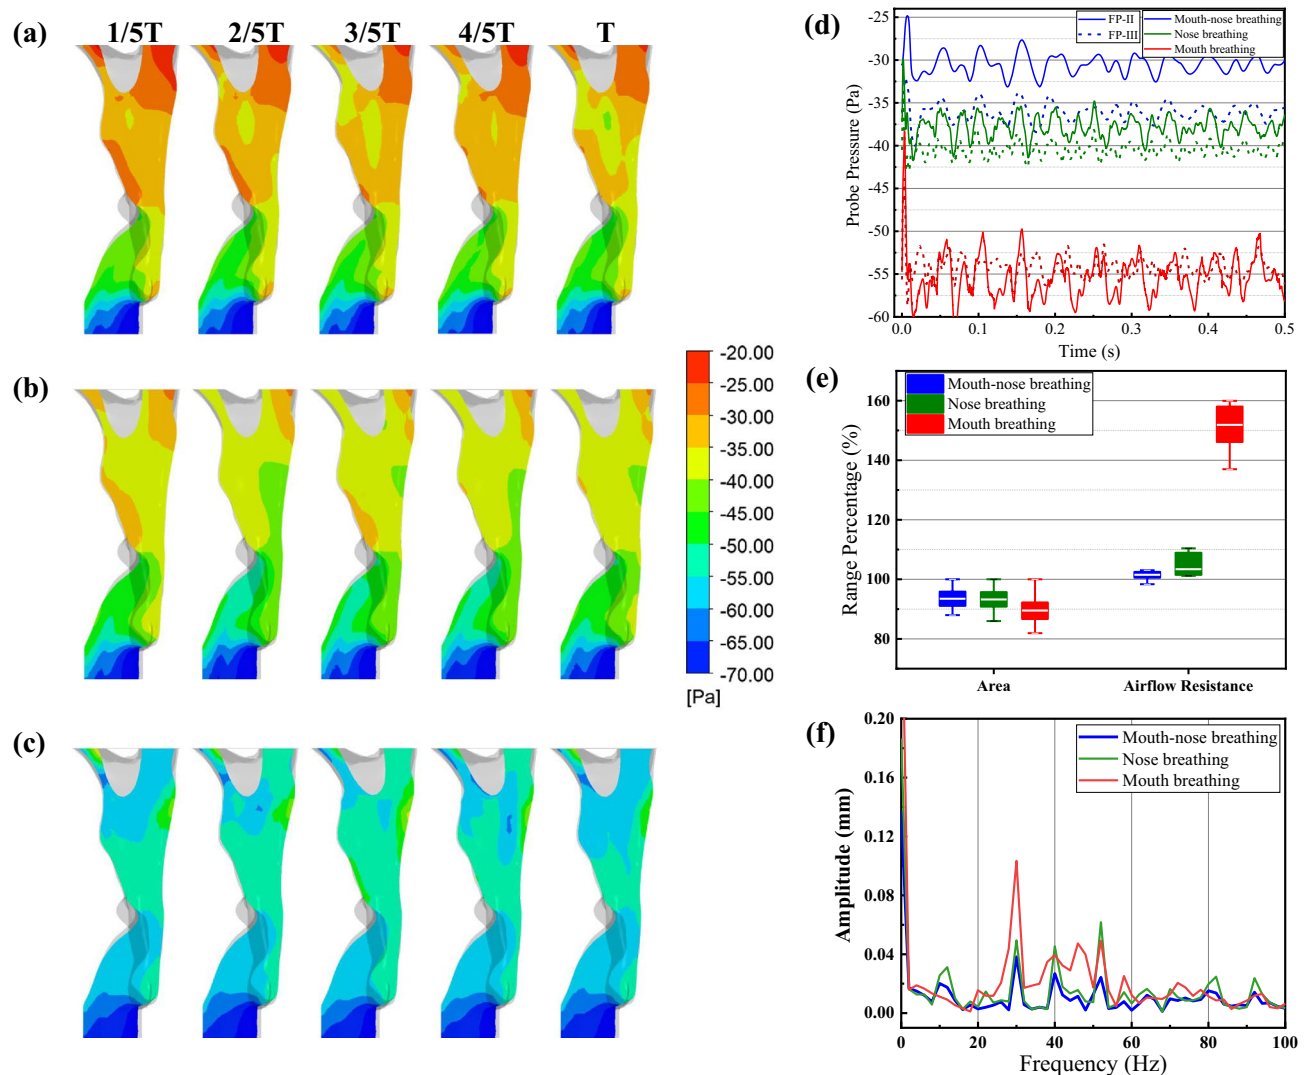 (a)
1/5T 2/5T 3/5T 4/5T T
(b)
(c)
-20.00
-25.00
-30.00
-35.00
-40.00
-45.00
-50.00
-55.00
-60.00
-65.00
-70.00
[Pa]
(d)
Probe Pressure (Pa)
-25
-30
-35
-40
-45
-50
-55
-60
FP-II
FP-III
Mouth-nose breathing
Nose breathing
Mouth breathing
0.0 0.1 0.2 0.3 0.4 0.5
Time (s)
(e)
Range Percentage (%)
160
140
120
100
80
Mouth-nose breathing
Nose breathing
Mouth breathing
Area Airflow Resistance
(f)
Amplitude (mm)
0.20
0.16
0.12
0.08
0.04
0.00
Mouth-nose breathing
Nose breathing
Mouth breathing
0 20 40 60 80 100
Frequency (Hz)